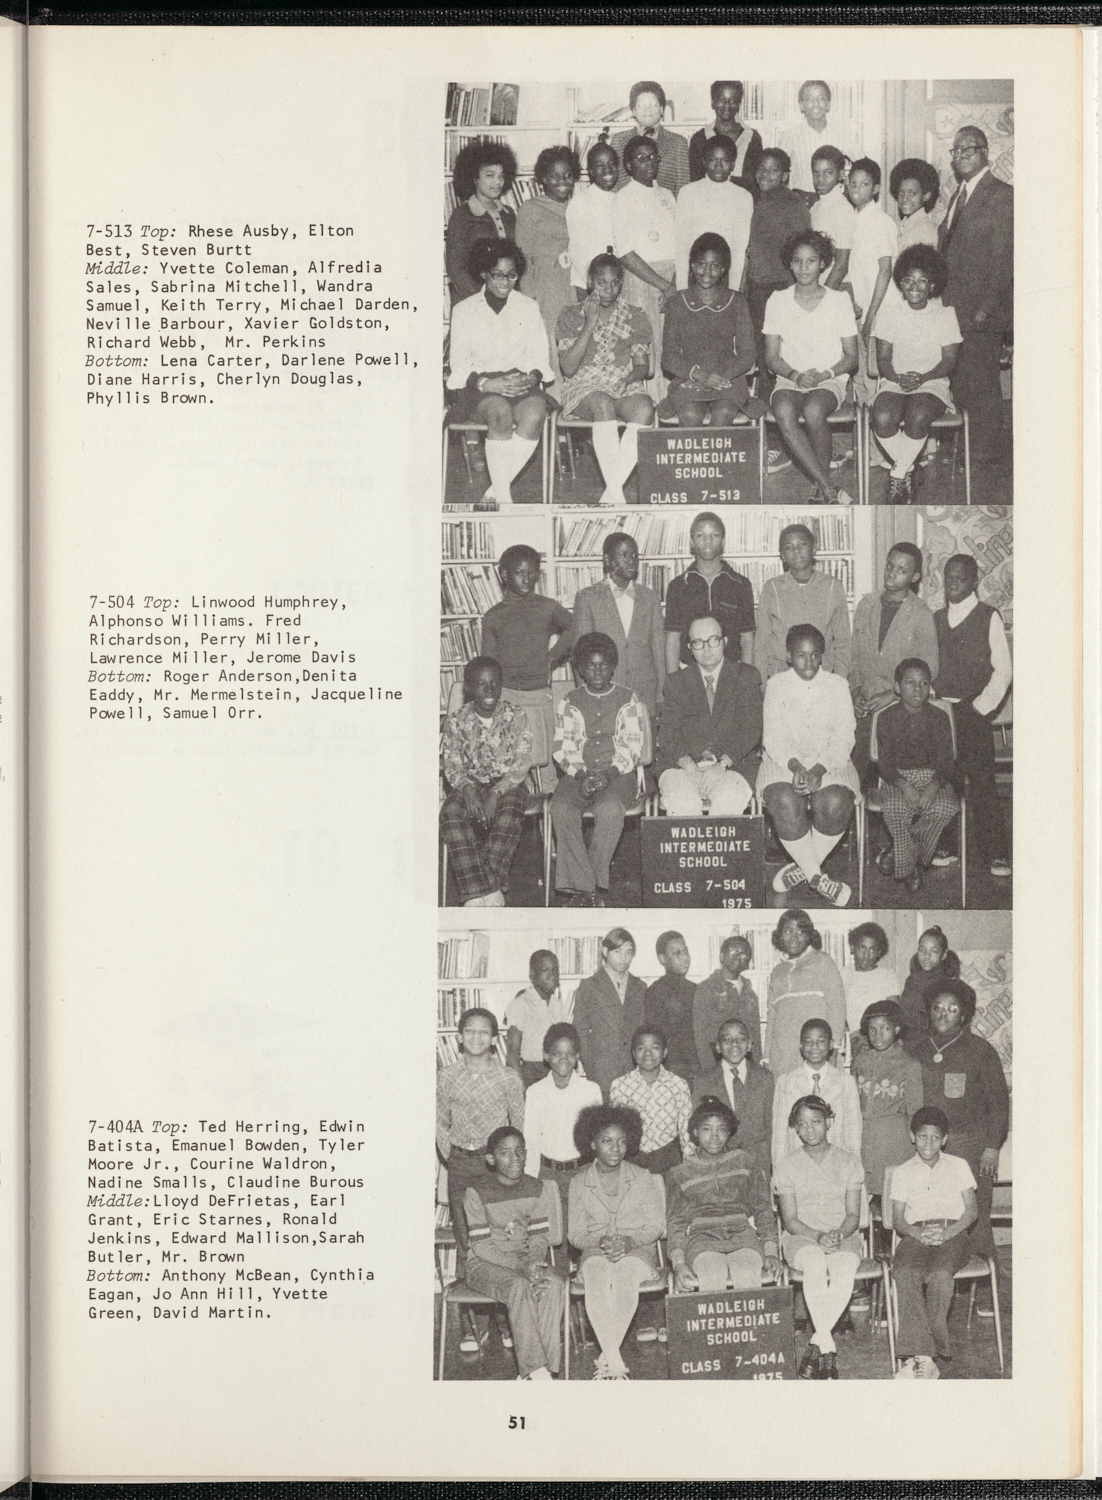 7-513 Top: Rhese Ausby, Elton
Best, Steven Burtt
Middle: Yvette Coleman, Alfredia
Sales, Sabrina Mitchell, Wandra
Samuel, Keith Terry, Michael Darden,
Neville Barbour, Xavier Goldston,
Richard Webb, Mr. Perkins
Bottom: Lena Carter, Darlene Powell,
Diane Harris, Cherlyn Douglas,
Phyllis Brown.
WADLEIGH
INTERMEDIATE
SCHOOL
CLASS 7-513
7-504 Top: Linwood Humphrey,
Alphonso Williams. Fred
Richardson, Perry Miller,
Lawrence Miller, Jerome Davis
Bottom: Roger Anderson,Denita
Eaddy, Mr. Mermelstein, Jacqueline
Powell, Samuel Orr.
WADLEIGH
INTERMEDIATE
SCHOOL
CLASS 7-504
1975
7-404A Top: Ted Herring, Edwin
Batista, Emanuel Bowden, Tyler
Moore Jr., Courine Waldron,
Nadine Smalls, Claudine Burous
Middle:Lloyd DeFrietas, Earl
Grant, Eric Starnes, Ronald
Jenkins, Edward Mallison,Sarah
Butler, Mr. Brown
Bottom: Anthony McBean, Cynthia
Eagan, Jo Ann Hill, Yvette
Green, David Martin.
WADLEIGH
INTERMEDIATE
SCHOOL
CLASS 7-404A
1975
51